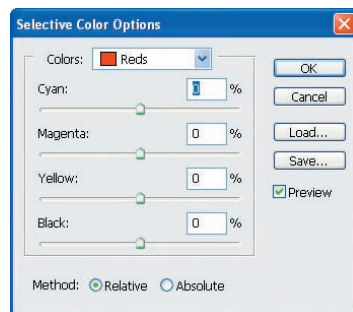 Selective Color Options
Colors: Reds
Cyan: 0 %
Magenta: 0 %
Yellow: 0 %
Black: 0 %
Method: Relative Absolute
OK
Cancel
Load...
Save...
Preview